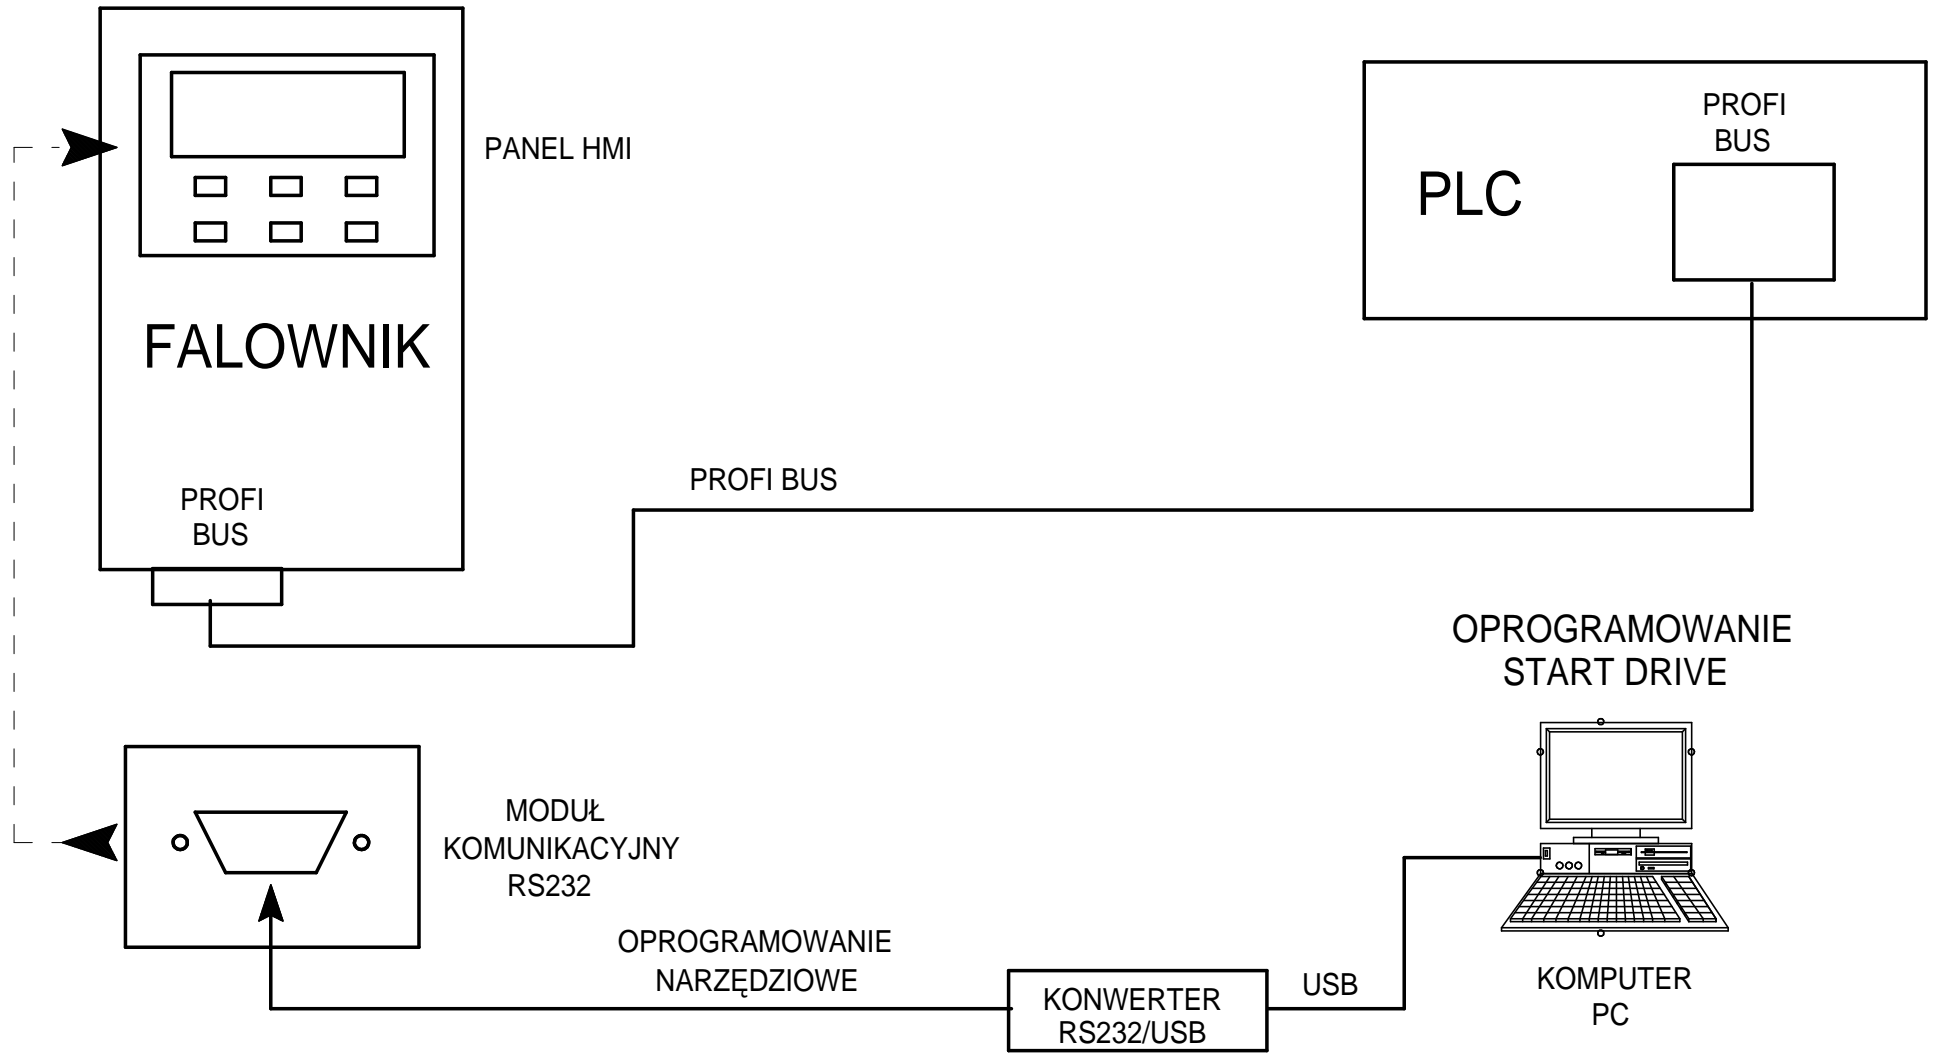 PANEL HMI
FALOWNIK
PROFI
BUS
PROFI
BUS
PLC
PROFI BUS
OPROGRAMOWANIE
START DRIVE
MODUŁ
KOMUNIKACYJNY
RS232
OPROGRAMOWANIE
NARZĘDZIOWE
KONWERTER
RS232/USB
USB
KOMPUTER
PC